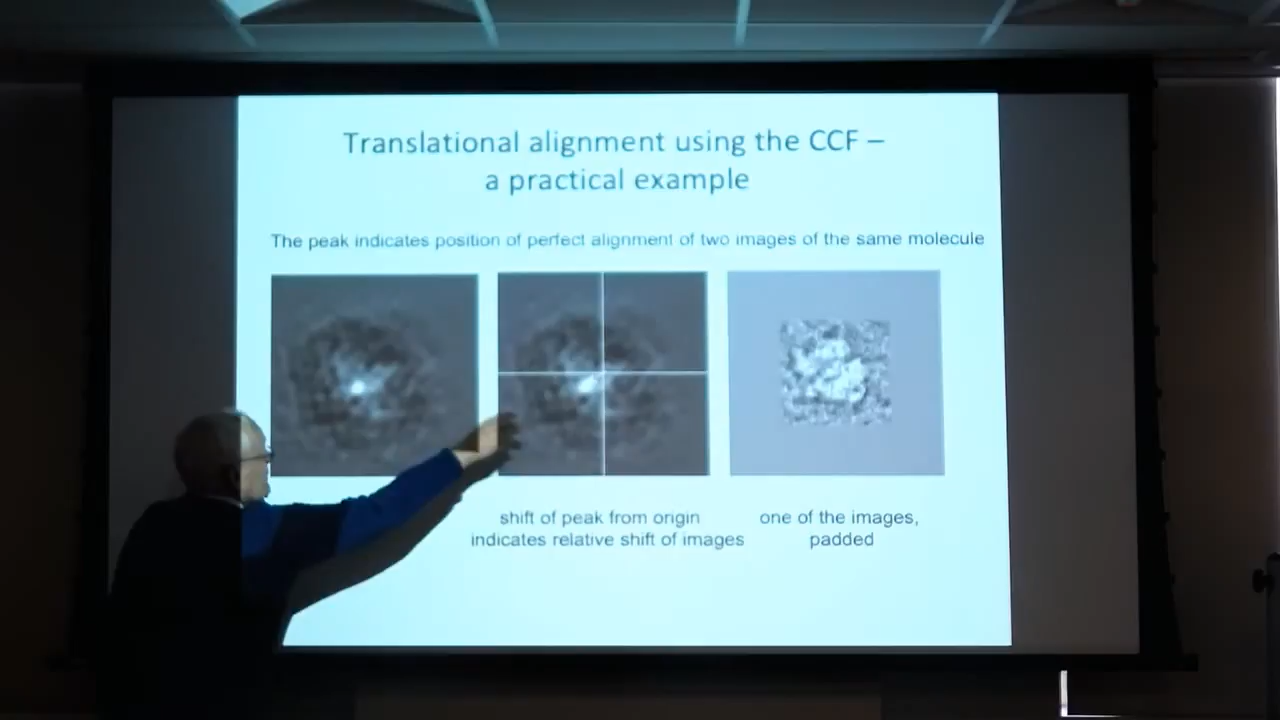 Translational alignment using the CCF –
a practical example
The peak indicates position of perfect alignment of two images of the same molecule
shift of peak from origin
indicates relative shift of images
one of the images,
padded